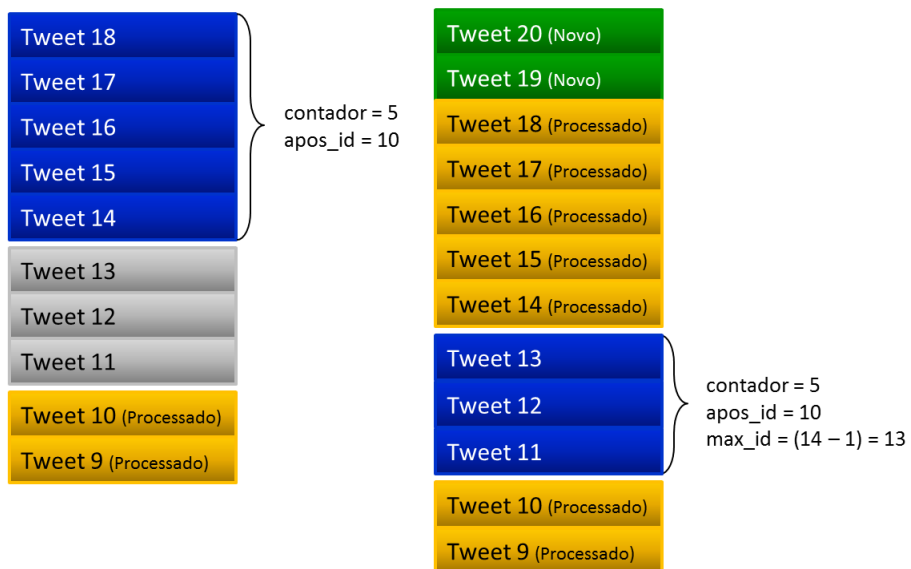 Tweet 18
Tweet 17
Tweet 16
Tweet 15
Tweet 14
contador = 5
apos_id = 10
Tweet 13
Tweet 12
Tweet 11
Tweet 10 (Processado)
Tweet 9 (Processado)
Tweet 20 (Novo)
Tweet 19 (Novo)
Tweet 18 (Processado)
Tweet 17 (Processado)
Tweet 16 (Processado)
Tweet 15 (Processado)
Tweet 14 (Processado)
Tweet 13
Tweet 12
Tweet 11
contador = 5
apos_id = 10
max_id = (14 – 1) = 13
Tweet 10 (Processado)
Tweet 9 (Processado)